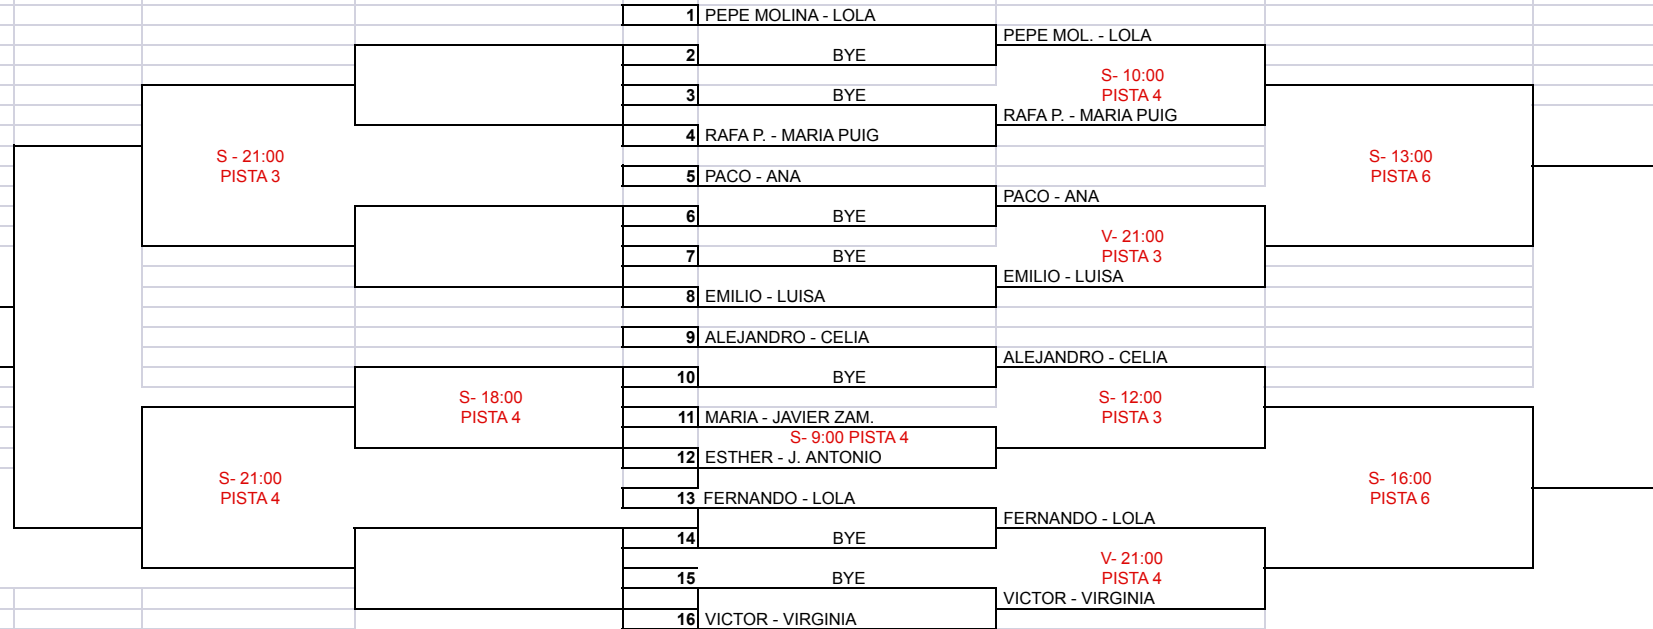 1 PEPE MOLINA - LOLA
PEPE MOL. - LOLA
2 BYE
S- 10:00
PISTA 4
3 BYE
RAFA P. - MARIA PUIG
4 RAFA P. - MARIA PUIG
S - 21:00
PISTA 3
S- 13:00
PISTA 6
5 PACO - ANA
PACO - ANA
6 BYE
V- 21:00
PISTA 3
7 BYE
EMILIO - LUISA
8 EMILIO - LUISA
9 ALEJANDRO - CELIA
ALEJANDRO - CELIA
10 BYE
S- 18:00
PISTA 4
S- 12:00
PISTA 3
11 MARIA - JAVIER ZAM.
S- 9:00 PISTA 4
12 ESTHER - J. ANTONIO
S- 21:00
PISTA 4
S- 16:00
PISTA 6
13 FERNANDO - LOLA
FERNANDO - LOLA
14 BYE
V- 21:00
PISTA 4
15 BYE
VICTOR - VIRGINIA
16 VICTOR - VIRGINIA